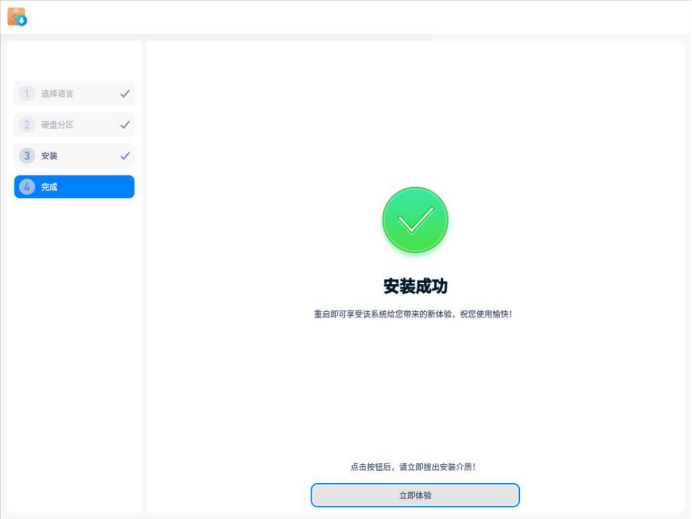 1 选择语言
2 硬盘分区
3 安装
4 完成
安装成功
重启即可享受该系统给您带来的新体验，祝您使用愉快！
点击按钮后，请立即拔出安装介质！
立即体验